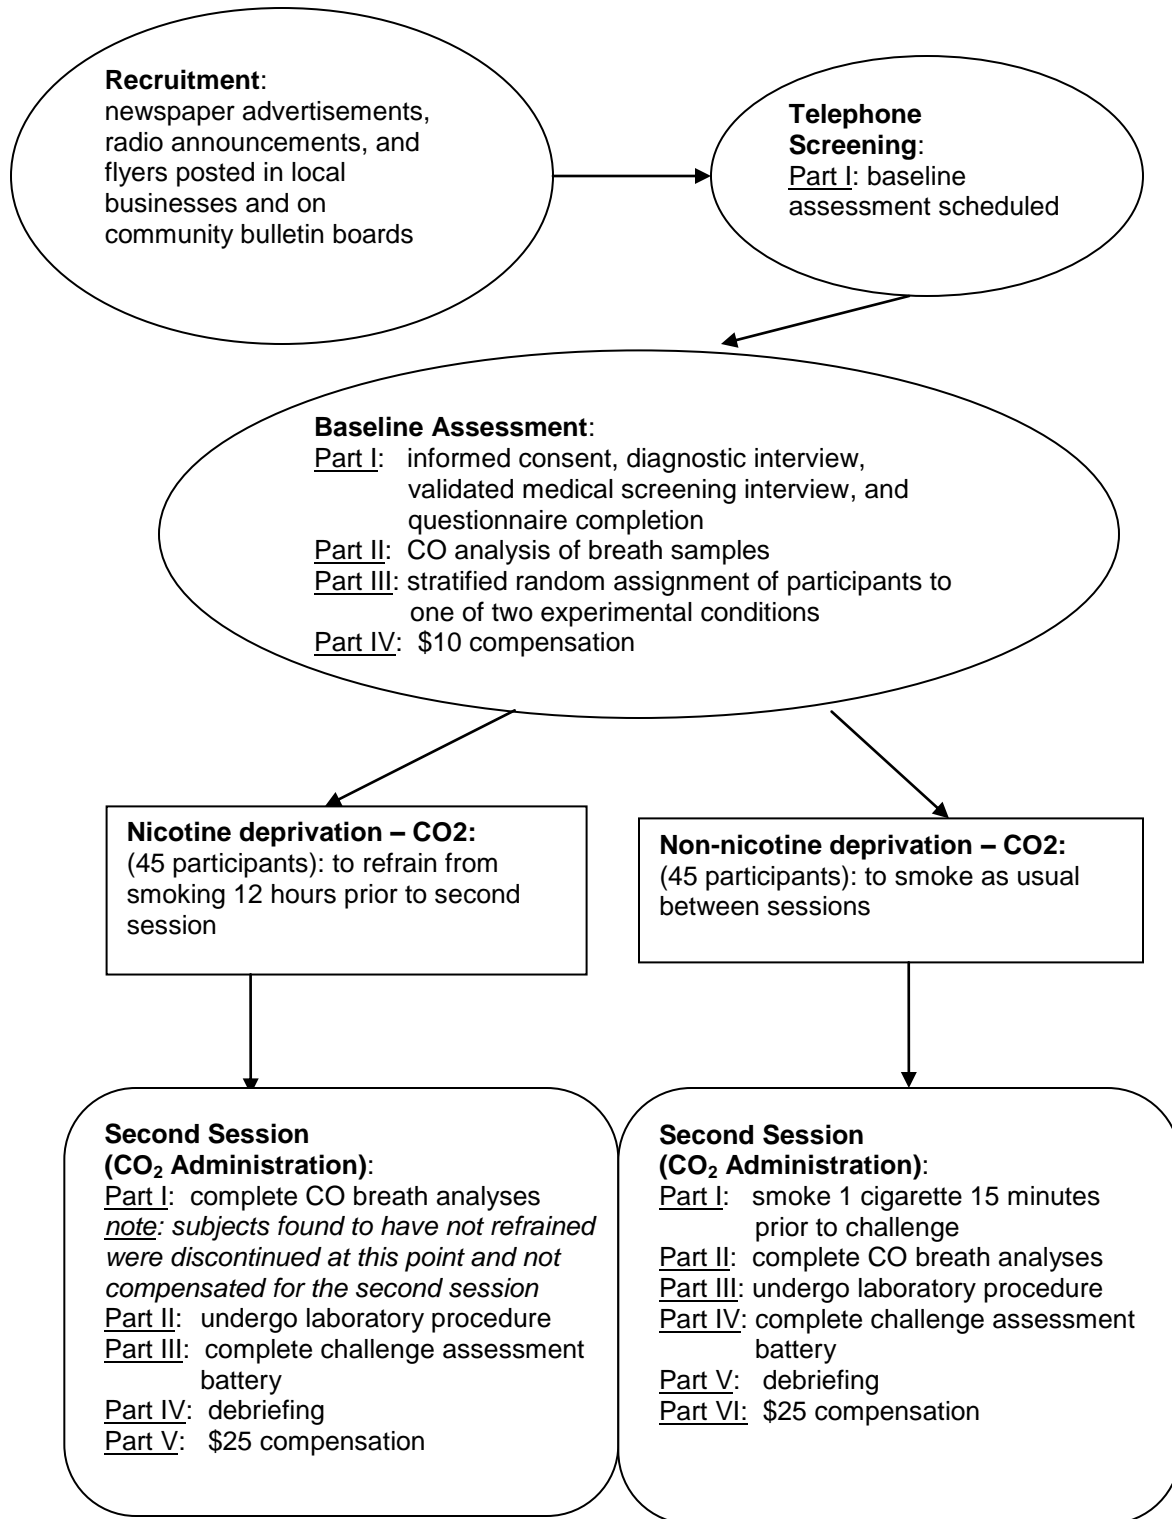 Recruitment:
newspaper advertisements,
radio announcements, and
flyers posted in local
businesses and on
community bulletin boards
Telephone
Screening:
Part I: baseline
assessment scheduled
Baseline Assessment:
Part I: informed consent, diagnostic interview,
validated medical screening interview, and
questionnaire completion
Part II: CO analysis of breath samples
Part III: stratified random assignment of participants to
one of two experimental conditions
Part IV: $10 compensation
Nicotine deprivation – CO2:
(45 participants): to refrain from
smoking 12 hours prior to second
session
Non-nicotine deprivation – CO2:
(45 participants): to smoke as usual
between sessions
Second Session
(CO₂ Administration):
Part I: complete CO breath analyses
note: subjects found to have not refrained
were discontinued at this point and not
compensated for the second session
Part II: undergo laboratory procedure
Part III: complete challenge assessment
battery
Part IV: debriefing
Part V: $25 compensation
Second Session
(CO₂ Administration):
Part I: smoke 1 cigarette 15 minutes
prior to challenge
Part II: complete CO breath analyses
Part III: undergo laboratory procedure
Part IV: complete challenge assessment
battery
Part V: debriefing
Part VI: $25 compensation